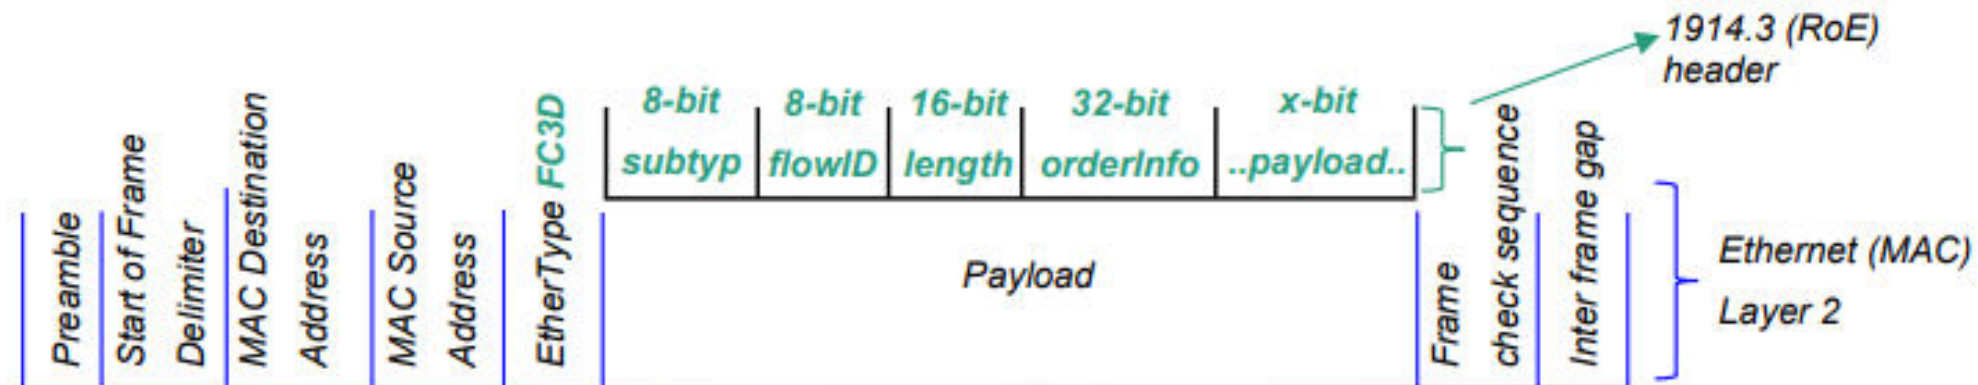 1914.3 (RoE)
header
8-bit 8-bit 16-bit 32-bit x-bit
subtyp flowID length orderInfo ..payload..
Preamble
Start of Frame
Delimiter
MAC Destination
Address
MAC Source
Address
EtherType FC3D
Payload
Frame
check sequence
Inter frame gap
Ethernet (MAC)
Layer 2